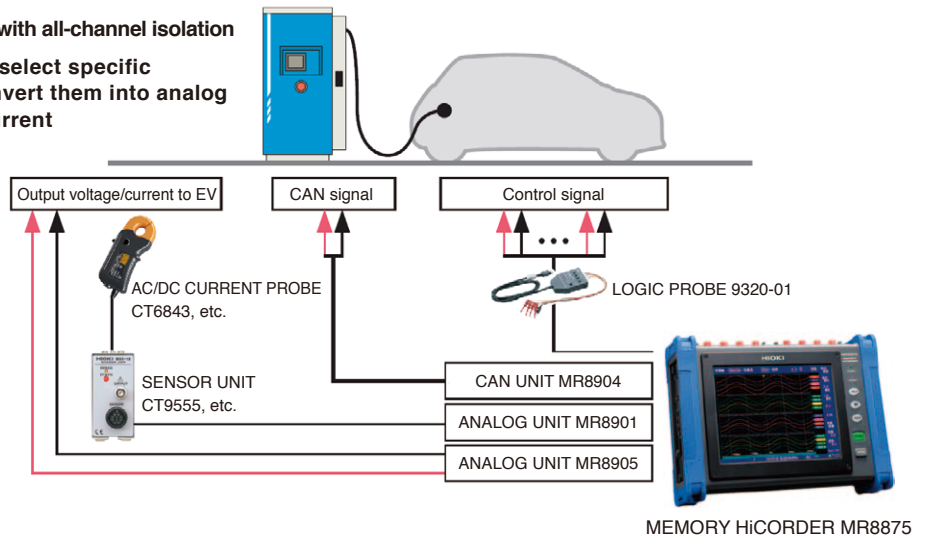 with all-channel isolation
select specific
vert them into analog
rrent
Output voltage/current to EV
CAN signal
Control signal
AC/DC CURRENT PROBE
CT6843, etc.
LOGIC PROBE 9320-01
SENSOR UNIT
CT9555, etc.
HIOKI
SENSOR
CAN UNIT MR8904
ANALOG UNIT MR8901
ANALOG UNIT MR8905
HIOKI
MEMORY HiCORDER MR8875